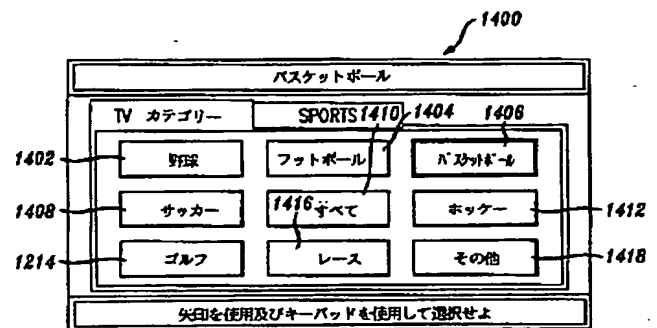 1400
バスケットボール
TV カテゴリー SPORTS 1410 1404 1406
1402 野球 フットボール バスケットボール
1408 サッカー 1416 すべて ホッケー 1412
1214 ゴルフ レース その他 1418
矢印を使用及びキーパッドを使用して選択せよ